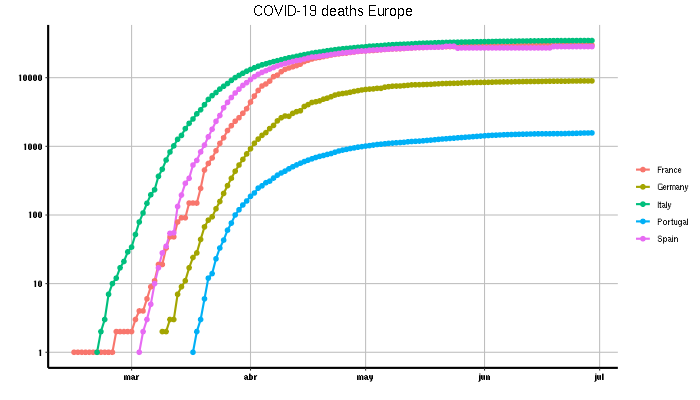 COVID-19 deaths Europe
10000
1000
100
10
1
mar abr may jun jul
France
Germany
Italy
Portugal
Spain